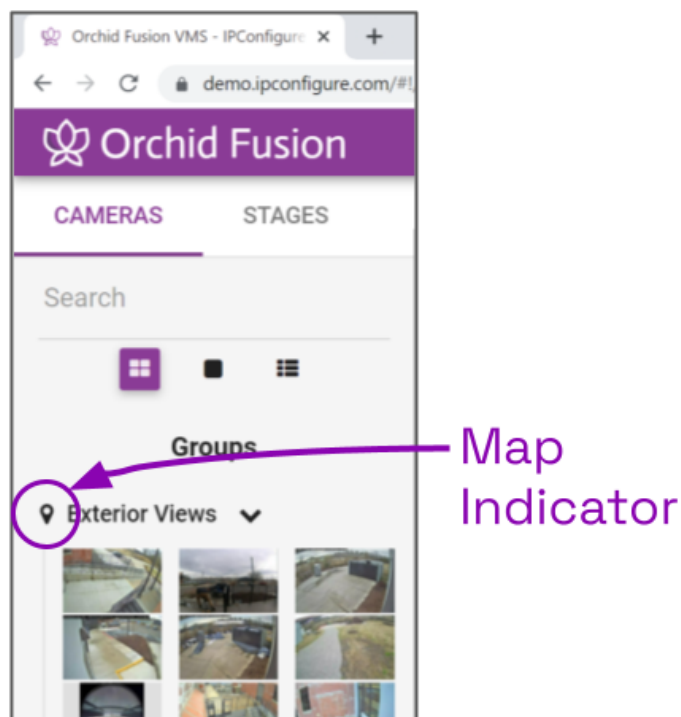 Orchid Fusion VMS - IPConfigure
demo.ipconfigure.com/#!
Orchid Fusion
CAMERAS STAGES
Search
Groups
Exterior Views
Map
Indicator